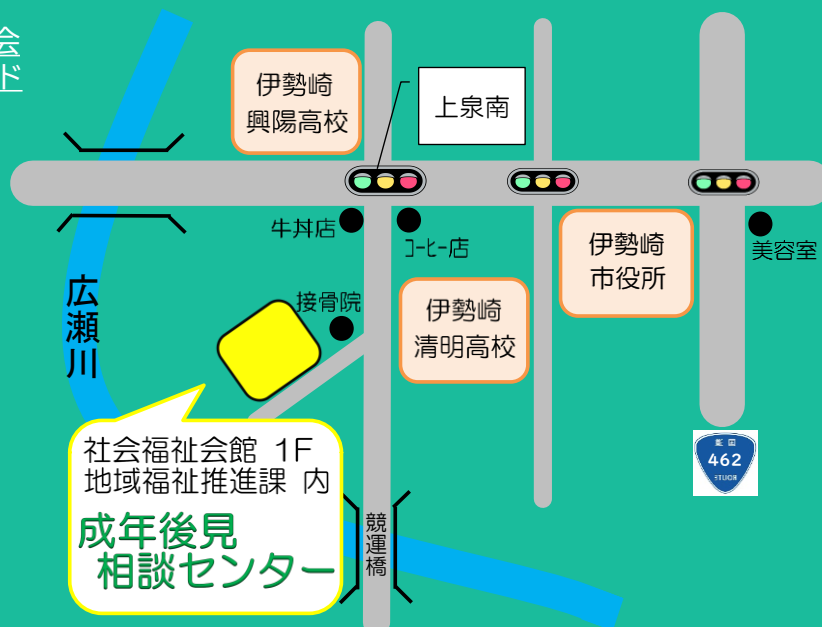 会
ド
伊勢崎
興陽高校
上泉南
牛丼店
コーヒー店
伊勢崎
市役所
美容室
広瀬川
接骨院
伊勢崎
清明高校
462
社会福祉会館 1F
地域福祉推進課 内
成年後見
相談センター
競運橋